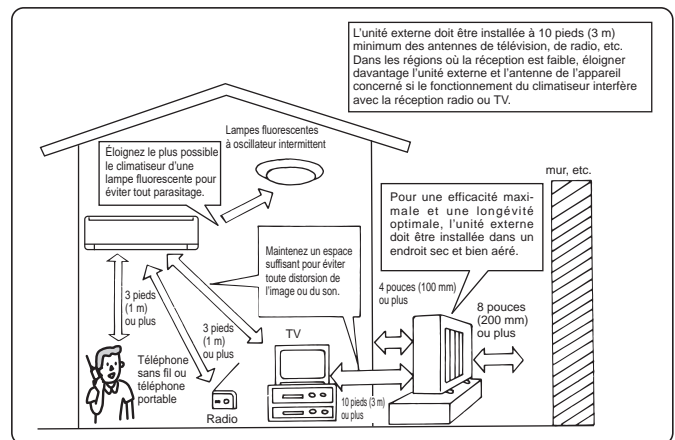 L'unité externe doit être installée à 10 pieds (3 m)
minimum des antennes de télévision, de radio, etc.
Dans les régions où la réception est faible, éloigner
davantage l'unité externe et l'antenne de l'appareil
concerné si le fonctionnement du climatiseur interfère
avec la réception radio ou TV.
Lampes fluorescentes
à oscillateur intermittent
Éloignez le plus possible
le climatiseur d'une
lampe fluorescente pour
éviter tout parasitage.
mur, etc.
Pour une efficacité maxi-
male et une longévité
optimale, l'unité externe
doit être installée dans un
endroit sec et bien aéré.
Maintenez un espace
suffisant pour éviter
toute distorsion de
l'image ou du son.
4 pouces (100 mm)
ou plus
8 pouces
(200 mm)
ou plus
3 pieds
(1 m)
ou plus
3 pieds
(1 m)
ou plus
TV
Téléphone
sans fil ou
téléphone
portable
Radio
10 pieds (3 m)
ou plus